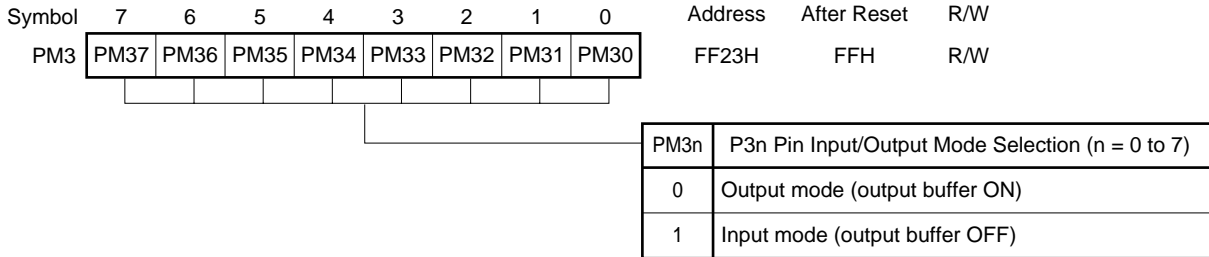 Symbol 7 6 5 4 3 2 1 0 Address After Reset R/W
PM3 PM37 PM36 PM35 PM34 PM33 PM32 PM31 PM30 FF23H FFH R/W
PM3n P3n Pin Input/Output Mode Selection (n = 0 to 7)
0 Output mode (output buffer ON)
1 Input mode (output buffer OFF)